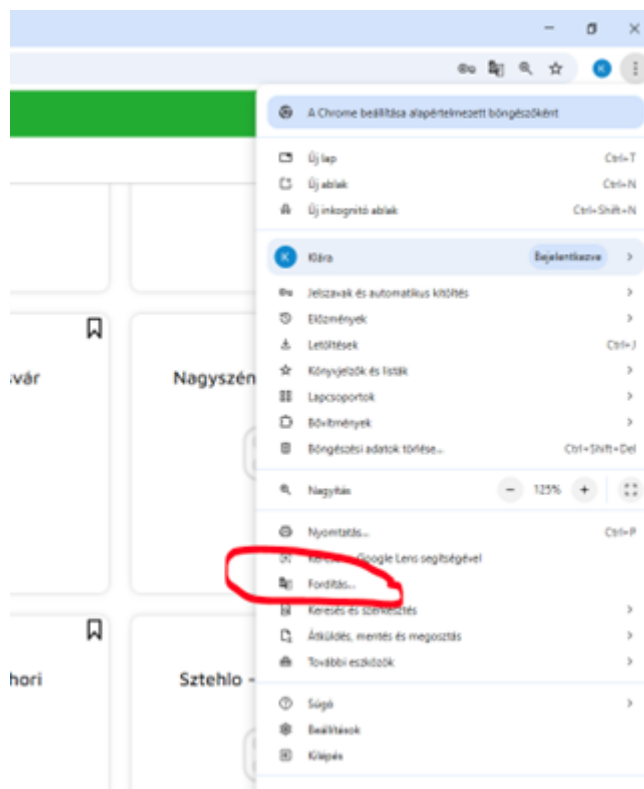 K
A Chrome beállítása alapértelmezett böngészőként
Új lap Ctrl+T
Új ablak Ctrl+N
Új inkognitó ablak Ctrl+Shift+N
K Klára Bejelentkezve
Jelszavak és automatikus kitöltés
Előzmények
Letöltések Ctrl+J
Könyvjelzők és listák
Lapcsoportok
Bővítmények
Böngészési adatok törlése... Ctrl+Shift+Del
Nagyítás − 125% +
Nyomtatás... Ctrl+P
Keresés Google Lens segítségével
Fordítás...
Keresés és szerkesztés
Átküldés, mentés és megosztás
További eszközök
Súgó
Beállítások
Kilépés
svár
Nagyszén
hori
Sztehlo -